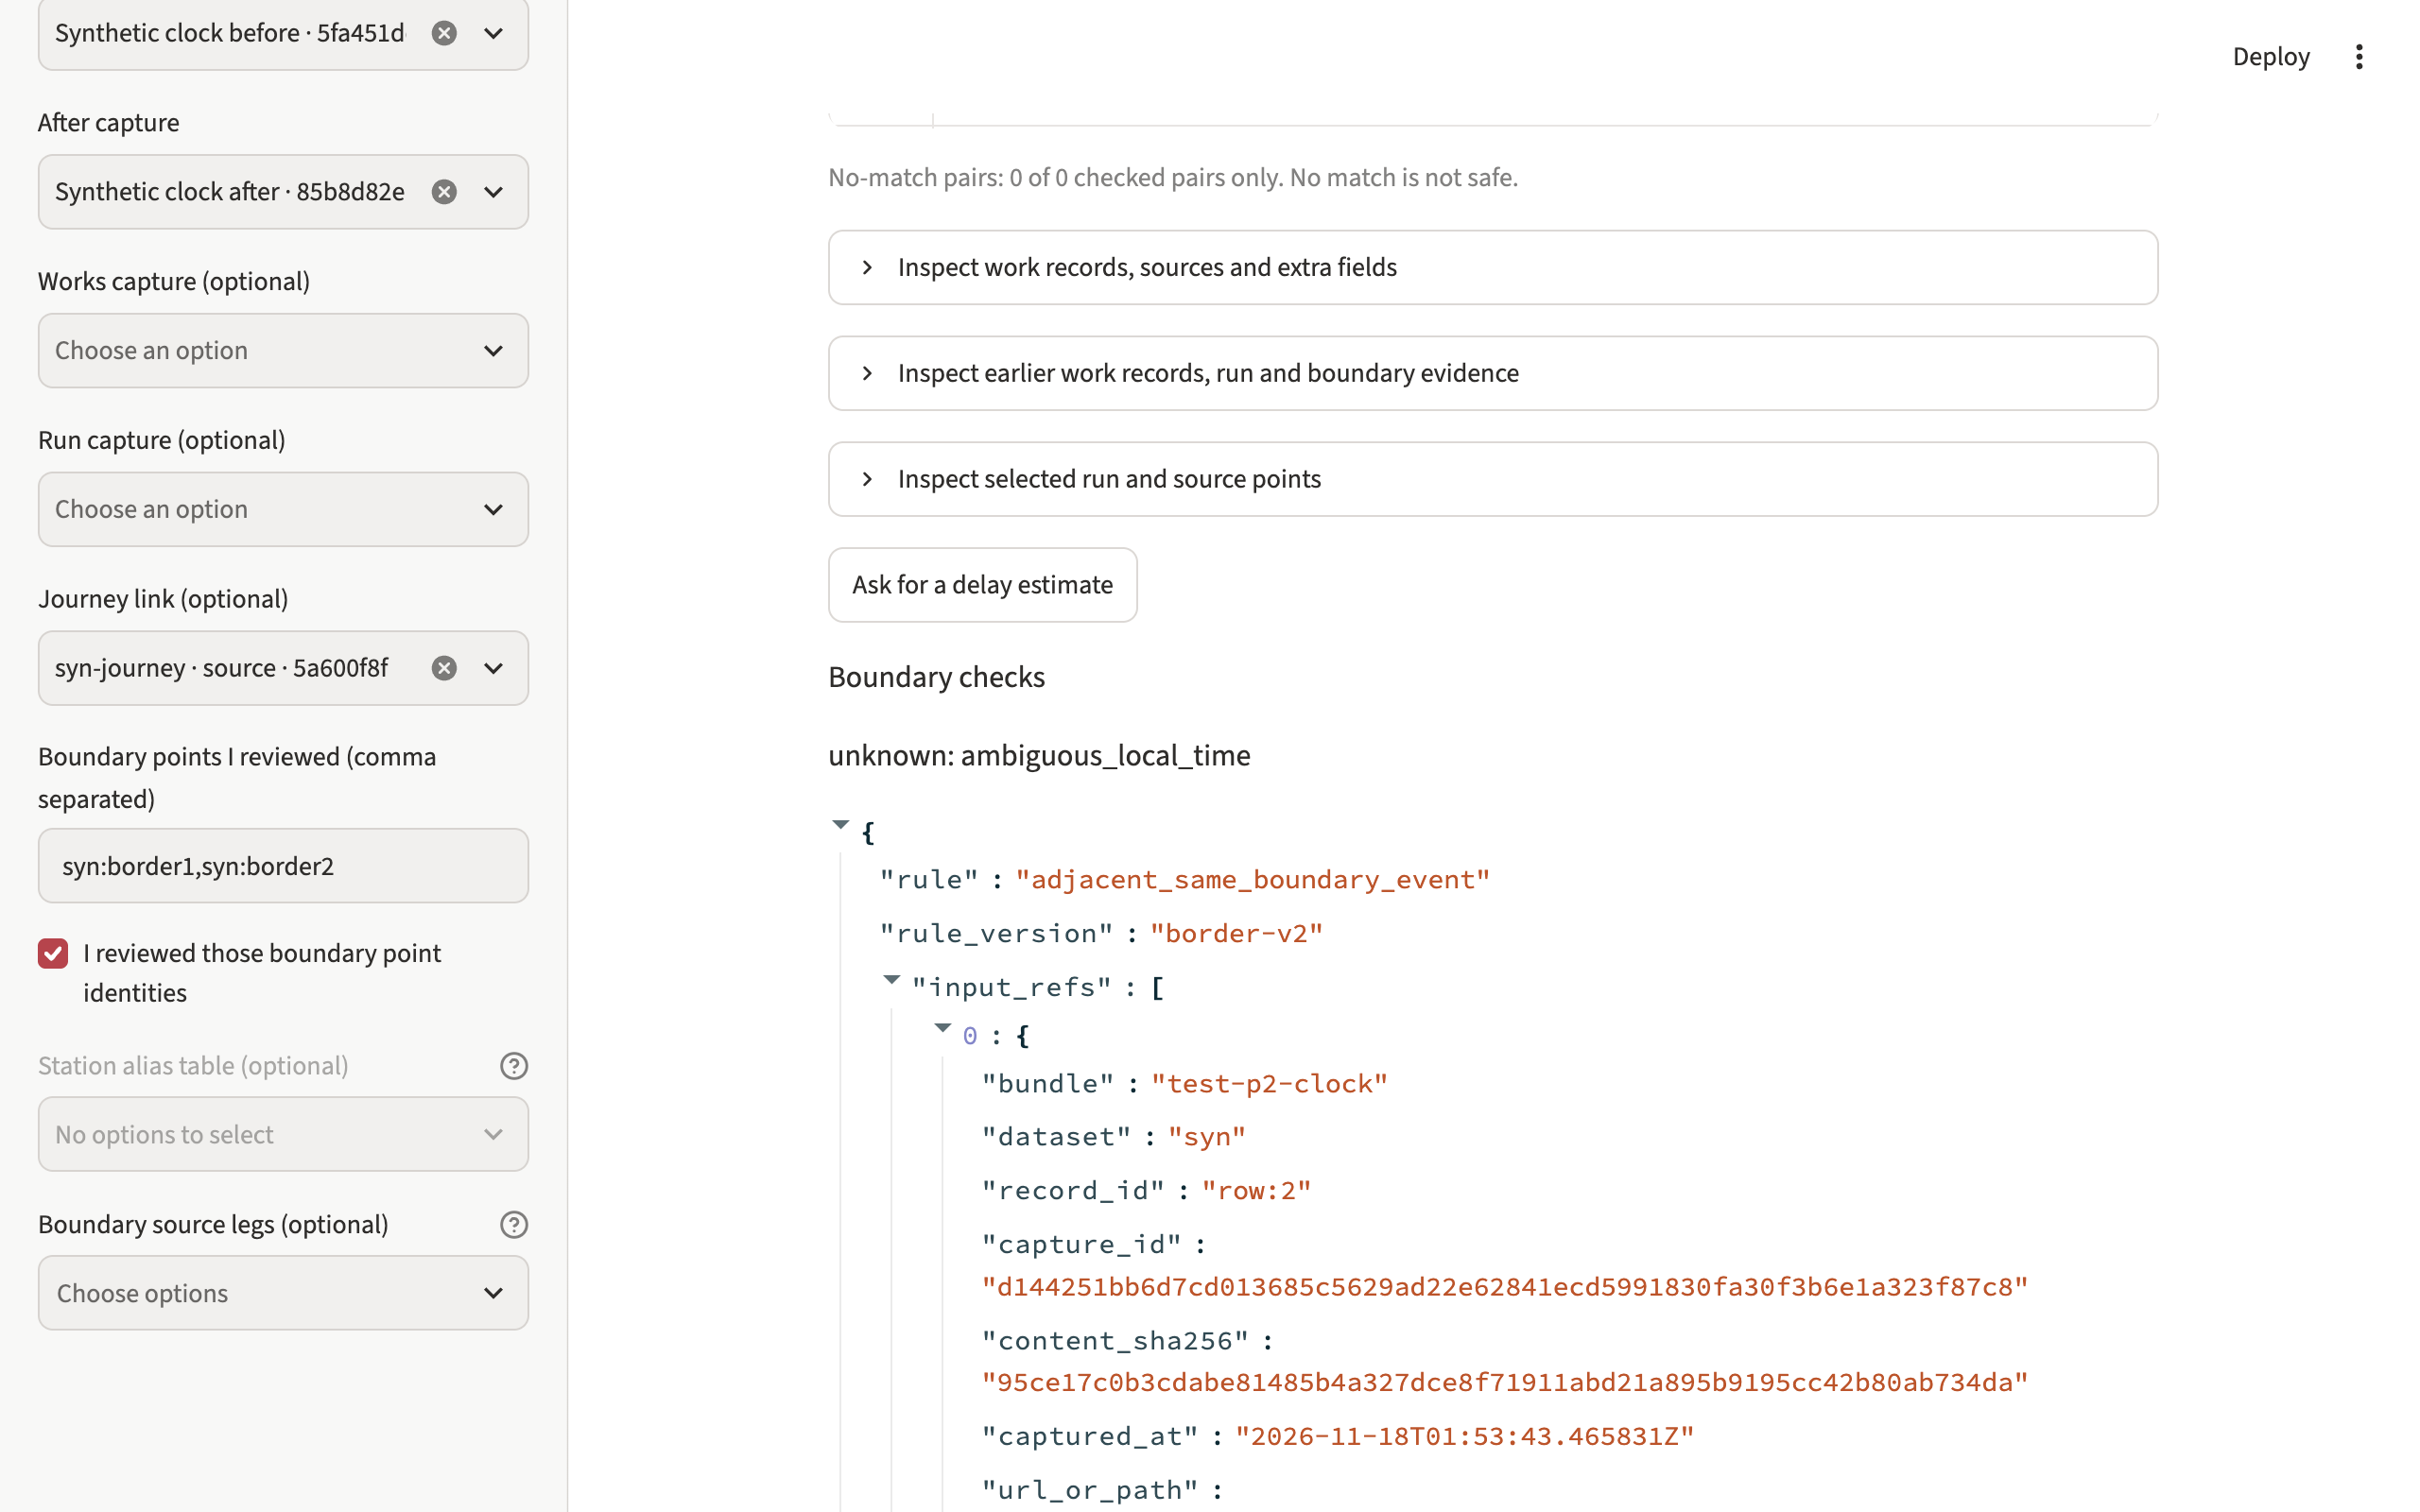 Synthetic clock before · 5fa451d
After capture
Synthetic clock after · 85b8d82e
Works capture (optional)
Choose an option
Run capture (optional)
Choose an option
Journey link (optional)
syn-journey · source · 5a600f8f
Boundary points I reviewed (comma
separated)
syn:border1,syn:border2
I reviewed those boundary point
identities
Station alias table (optional)
No options to select
Boundary source legs (optional)
Choose options
Deploy
No-match pairs: 0 of 0 checked pairs only. No match is not safe.
Inspect work records, sources and extra fields
Inspect earlier work records, run and boundary evidence
Inspect selected run and source points
Ask for a delay estimate
Boundary checks
unknown: ambiguous_local_time
{
"rule" : "adjacent_same_boundary_event"
"rule_version" : "border-v2"
"input_refs" : [
0 : {
"bundle" : "test-p2-clock"
"dataset" : "syn"
"record_id" : "row:2"
"capture_id" :
"d144251bb6d7cd013685c5629ad22e62841ecd5991830fa30f3b6e1a323f87c8"
"content_sha256" :
"95ce17c0b3cdabe81485b4a327dce8f71911abd21a895b9195cc42b80ab734da"
"captured_at" : "2026-11-18T01:53:43.465831Z"
"url_or_path" :